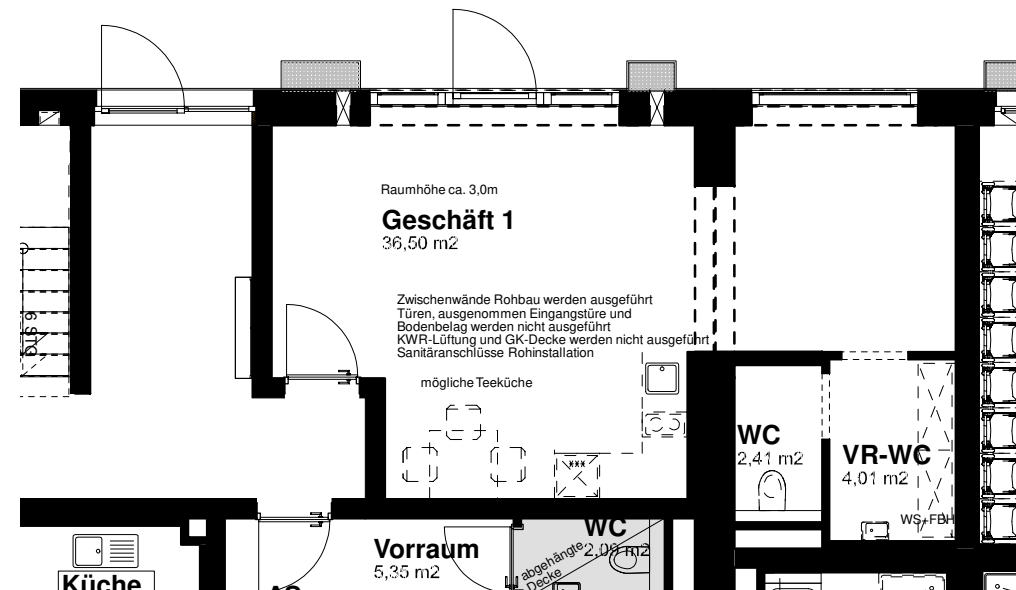 Raumhöhe ca. 3,0m
Geschäft 1
36,50 m2
Zwischenwände Rohbau werden ausgeführt
Türen, ausgenommen Eingangstüre und
Bodenbelag werden nicht ausgeführt
KWR-Lüftung und GK-Decke werden nicht ausgeführt
Sanitäranschlüsse Rohinstallation
mögliche Teeküche
6 STG
WC
2,41 m2
VR-WC
4,01 m2
WS+FBH
Vorraum
5,35 m2
WC
2,09 m2
abgehängte
Decke
Küche
***